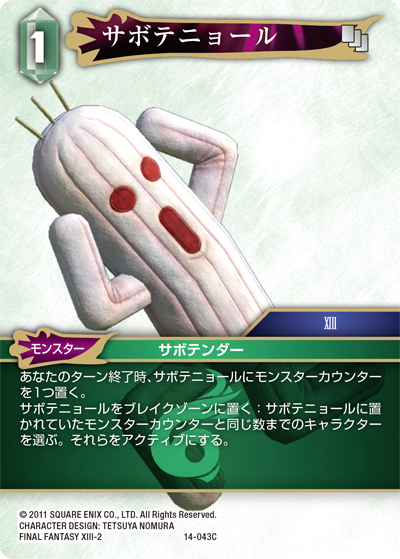 1
サボテニョール
XIII
モンスター
サボテンダー
あなたのターン終了時、サボテニョールにモンスターカウンター
を1つ置く。
サボテニョールをブレイクゾーンに置く：サボテニョールに置
かれていたモンスターカウンターと同じ数までのキャラクター
を選ぶ。それらをアクティブにする。
© 2011 SQUARE ENIX CO., LTD. All Rights Reserved.
CHARACTER DESIGN: TETSUYA NOMURA
FINAL FANTASY XIII-2
14-043C